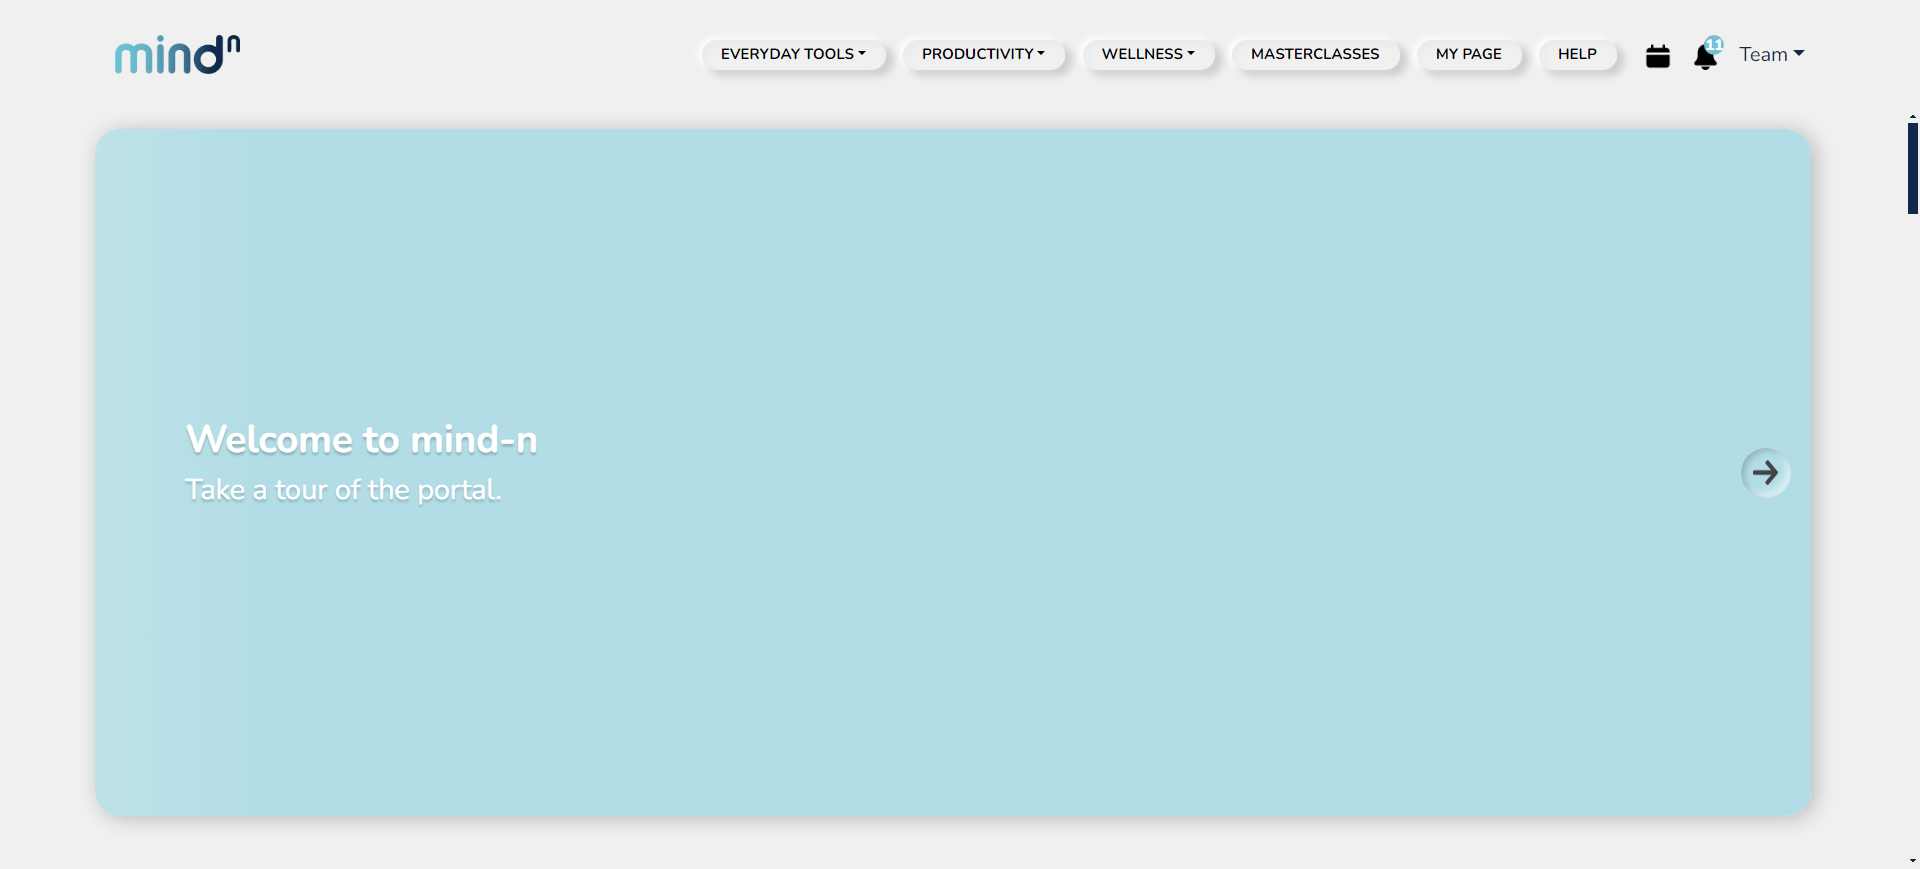 mind^n
EVERYDAY TOOLS
PRODUCTIVITY
WELLNESS
MASTERCLASSES
MY PAGE
HELP
11
Team
Welcome to mind-n
Take a tour of the portal.